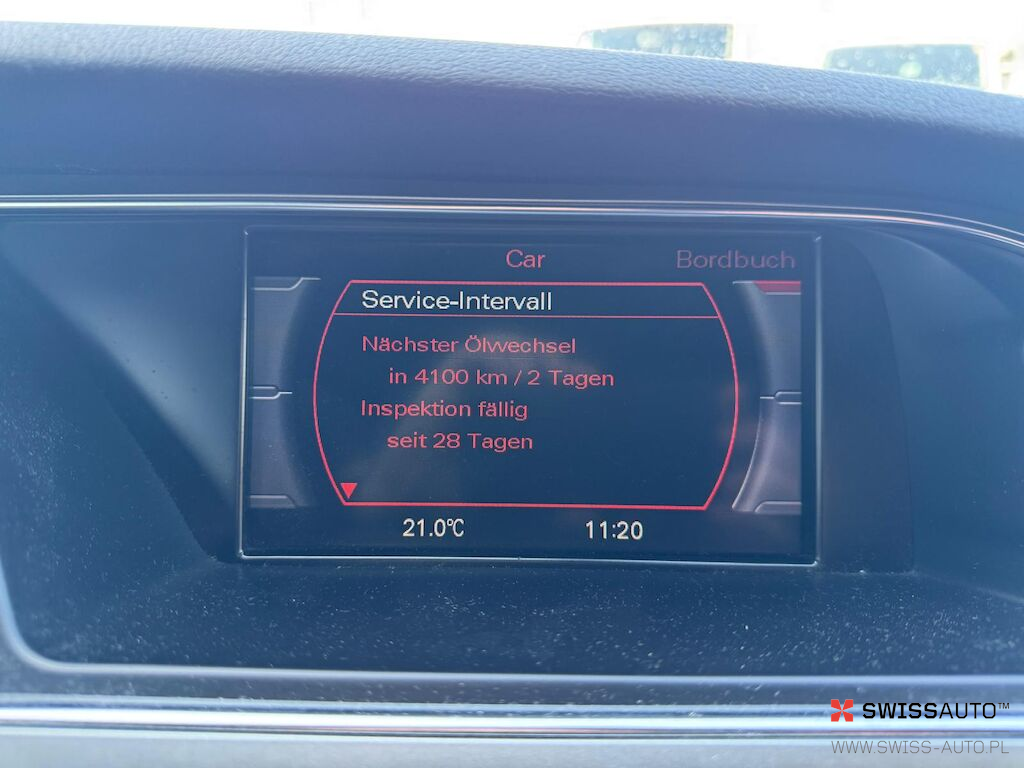 Car Bordbuch
Service-Intervall
Nächster Ölwechsel
in 4100 km / 2 Tagen
Inspektion fällig
seit 28 Tagen
21.0°C 11:20
SWISSAUTO™
WWW.SWISS-AUTO.PL